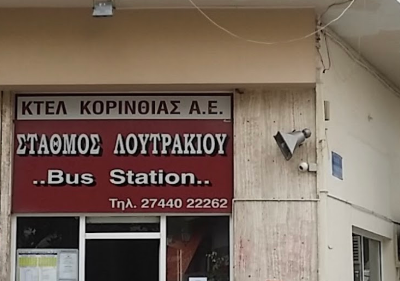 ΚΤΕΛ ΚΟΡΙΝΘΙΑΣ Α.Ε.
ΣΤΑΘΜΟΣ ΛΟΥΤΡΑΚΙΟΥ
..Bus Station..
Τηλ. 27440 22262